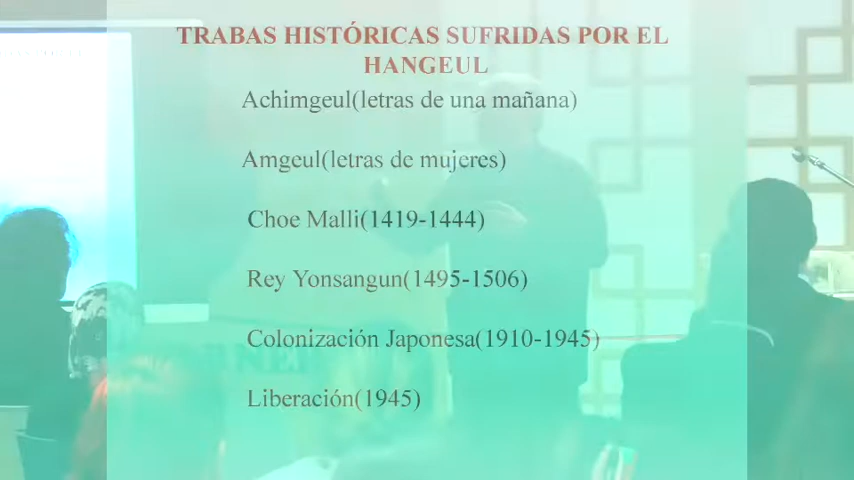 TRABAS HISTÓRICAS SUFRIDAS POR EL
HANGEUL
Achimgeul(letras de una mañana)
Amgeul(letras de mujeres)
Choe Malli(1419-1444)
Rey Yonsangun(1495-1506)
Colonización Japonesa(1910-1945)
Liberación(1945)